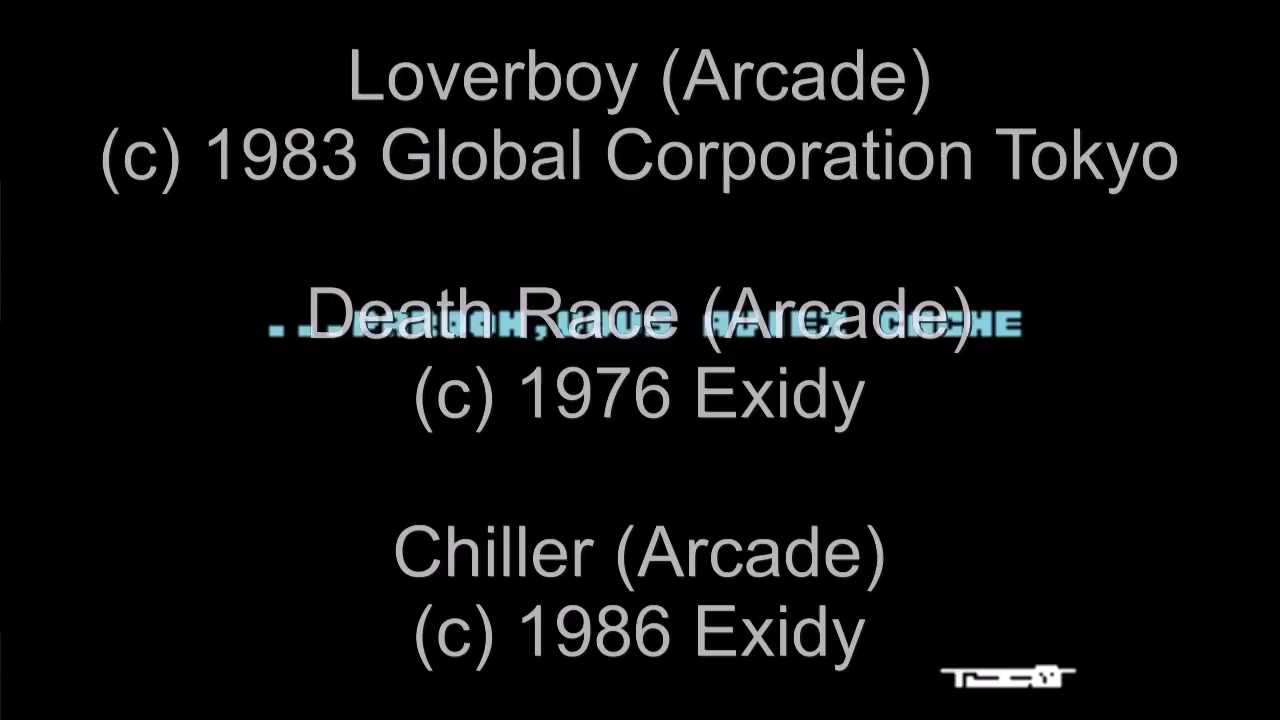 Loverboy (Arcade)
(c) 1983 Global Corporation Tokyo
Death Race (Arcade)
(c) 1976 Exidy
Chiller (Arcade)
(c) 1986 Exidy